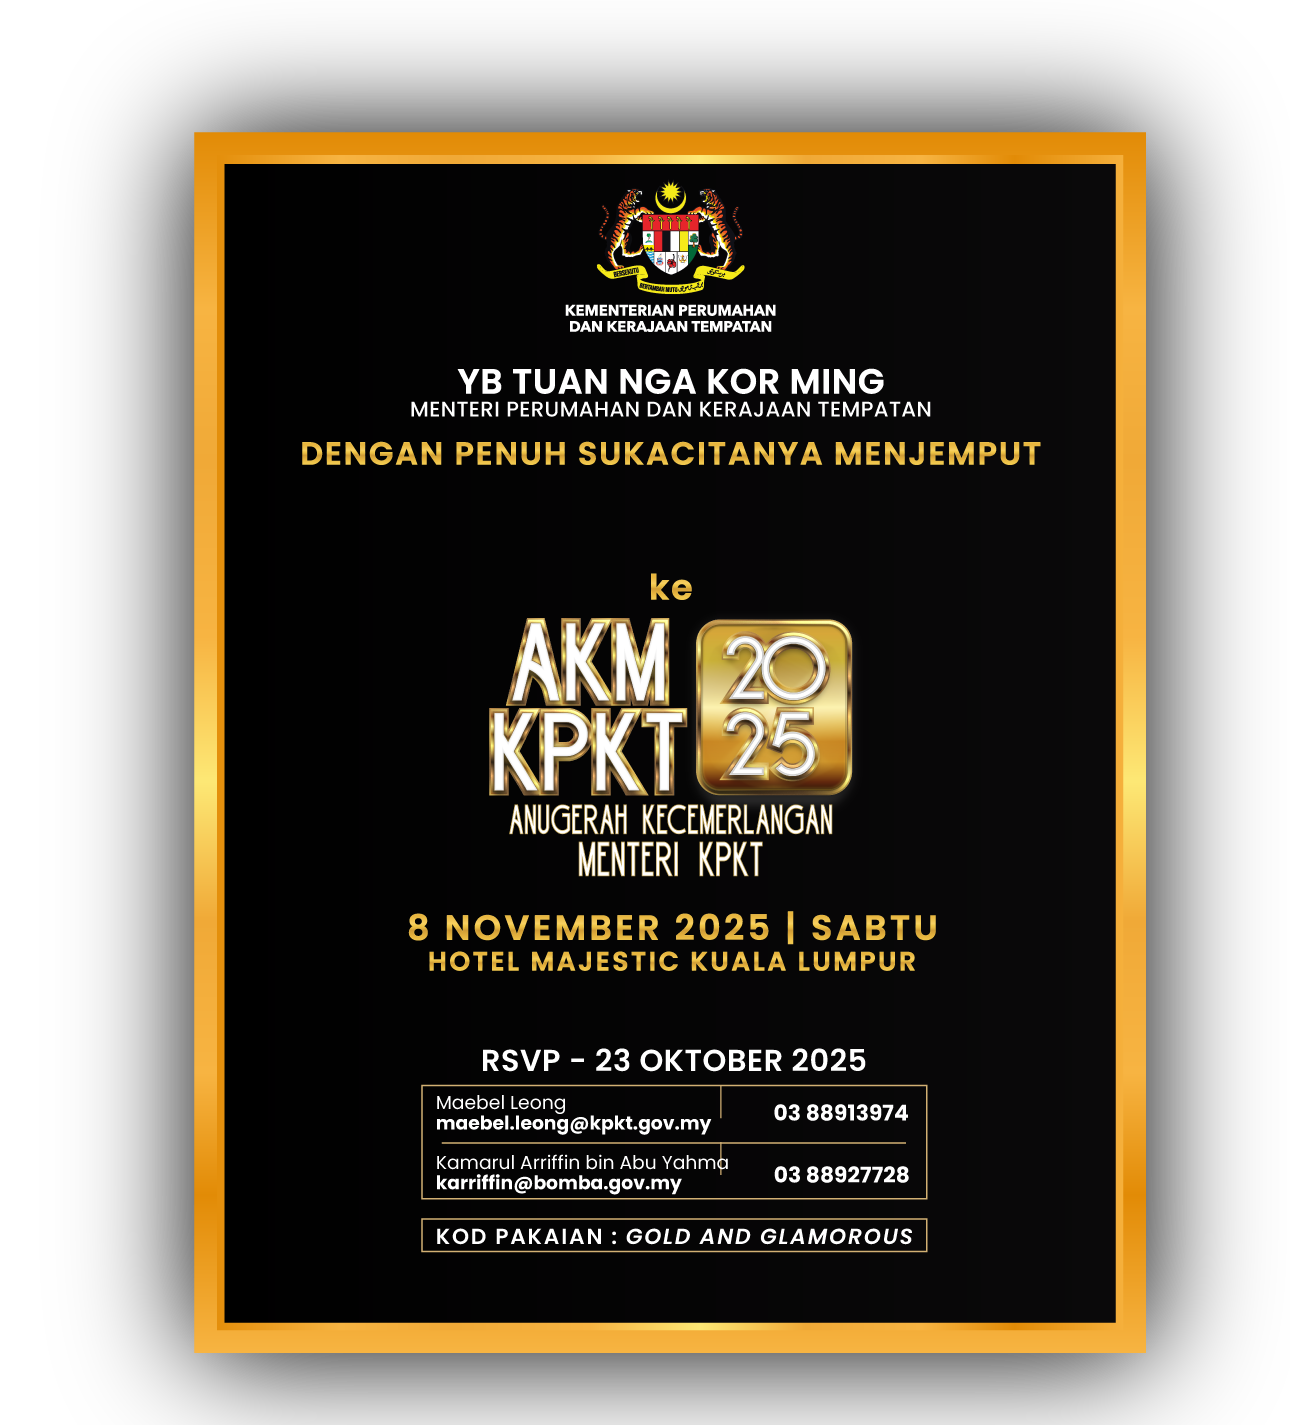 BERSEKUTU
BERTAMBAH MUTU
KEMENTERIAN PERUMAHAN
DAN KERAJAAN TEMPATAN
YB TUAN NGA KOR MING
MENTERI PERUMAHAN DAN KERAJAAN TEMPATAN
DENGAN PENUH SUKACITANYA MENJEMPUT
ke
AKM
KPKT
20
25
ANUGERAH KECEMERLANGAN
MENTERI KPKT
8 NOVEMBER 2025 | SABTU
HOTEL MAJESTIC KUALA LUMPUR
RSVP - 23 OKTOBER 2025
Maebel Leong
maebel.leong@kpkt.gov.my
03 88913974
Kamarul Arriffin bin Abu Yahma
karriffin@bomba.gov.my
03 88927728
KOD PAKAIAN : GOLD AND GLAMOROUS